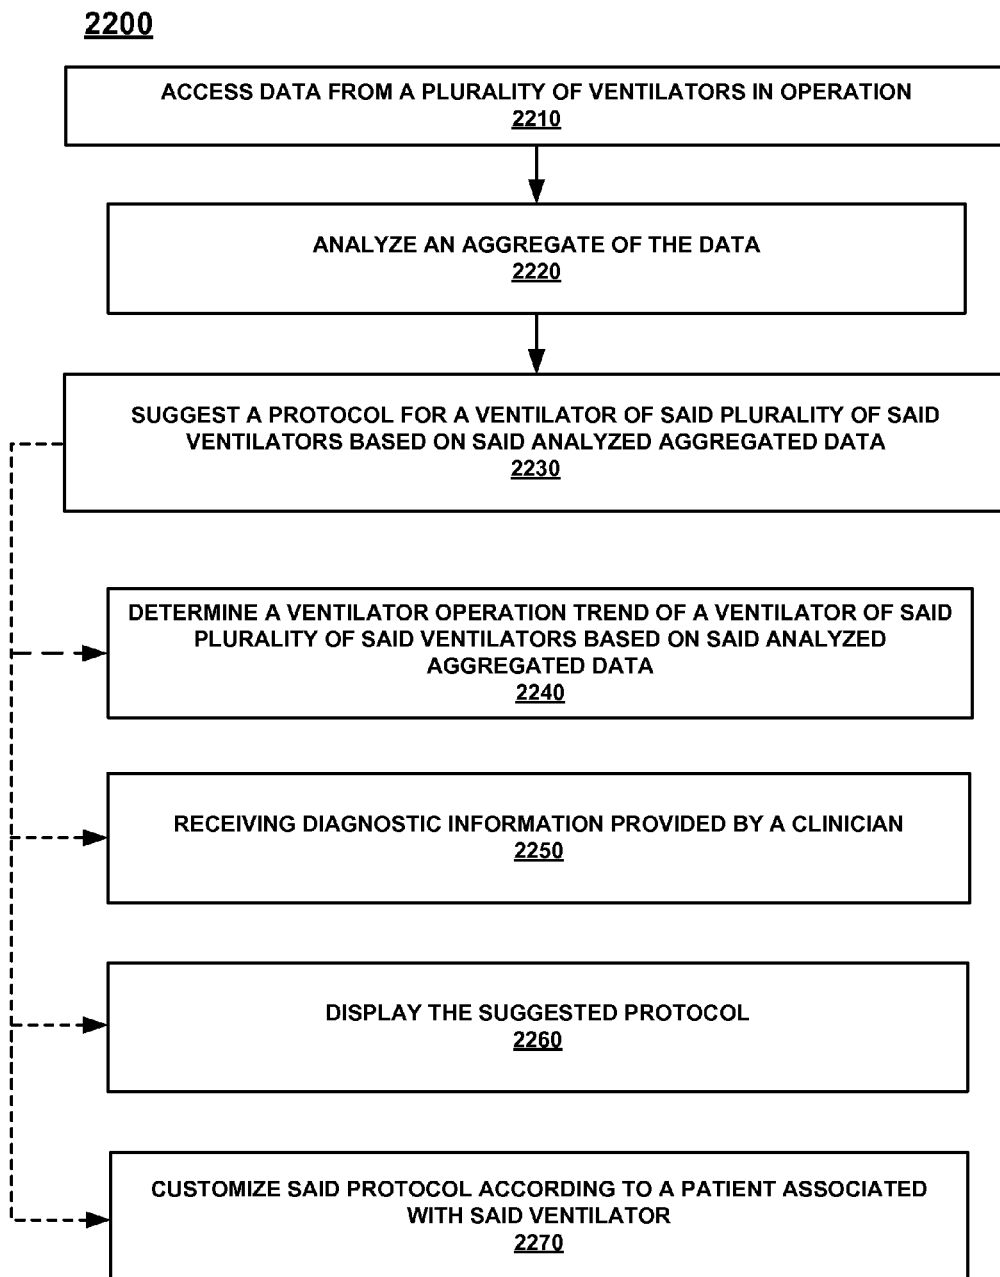 2200
ACCESS DATA FROM A PLURALITY OF VENTILATORS IN OPERATION
2210
ANALYZE AN AGGREGATE OF THE DATA
2220
SUGGEST A PROTOCOL FOR A VENTILATOR OF SAID PLURALITY OF SAID
VENTILATORS BASED ON SAID ANALYZED AGGREGATED DATA
2230
DETERMINE A VENTILATOR OPERATION TREND OF A VENTILATOR OF SAID
PLURALITY OF SAID VENTILATORS BASED ON SAID ANALYZED
AGGREGATED DATA
2240
RECEIVING DIAGNOSTIC INFORMATION PROVIDED BY A CLINICIAN
2250
DISPLAY THE SUGGESTED PROTOCOL
2260
CUSTOMIZE SAID PROTOCOL ACCORDING TO A PATIENT ASSOCIATED
WITH SAID VENTILATOR
2270